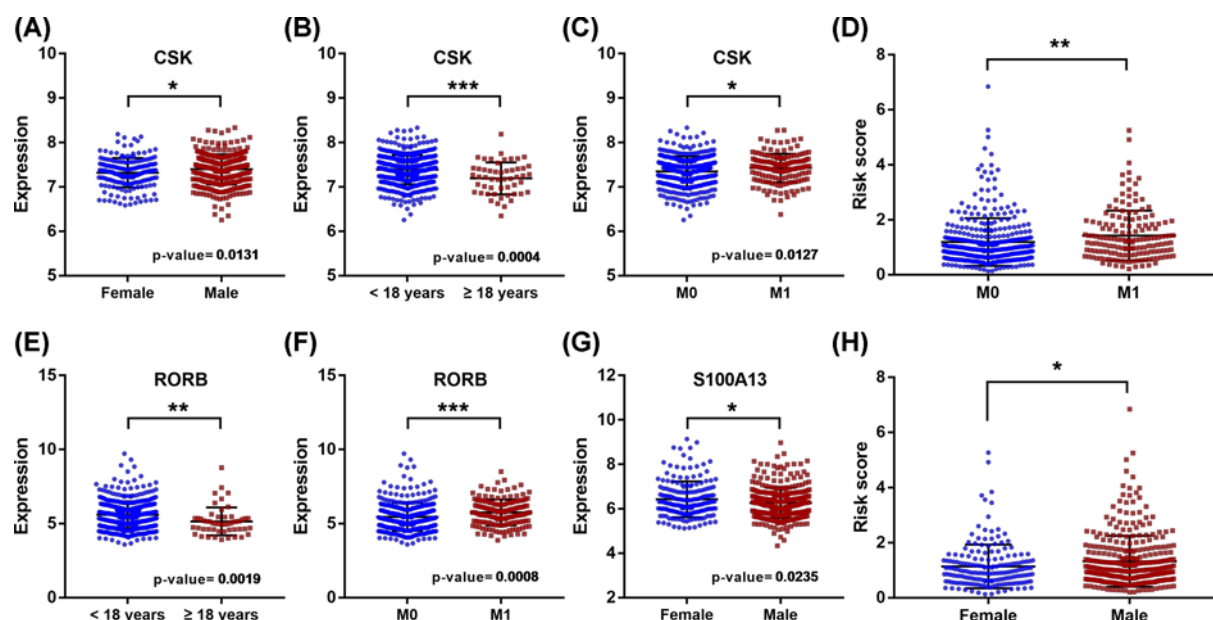 (A)
CSK
*
10
9
8
7
6
5
Expression
p-value= 0.0131
Female Male
(B)
CSK
***
10
9
8
7
6
5
Expression
p-value= 0.0004
< 18 years ≥ 18 years
(C)
CSK
*
10
9
8
7
6
5
Expression
p-value= 0.0127
M0 M1
(D)
**
8
6
4
2
0
Risk score
M0 M1
(E)
RORB
**
15
10
5
0
Expression
p-value= 0.0019
< 18 years ≥ 18 years
(F)
RORB
***
15
10
5
0
Expression
p-value= 0.0008
M0 M1
(G)
S100A13
*
12
10
8
6
4
2
Expression
p-value= 0.0235
Female Male
(H)
*
8
6
4
2
0
Risk score
Female Male